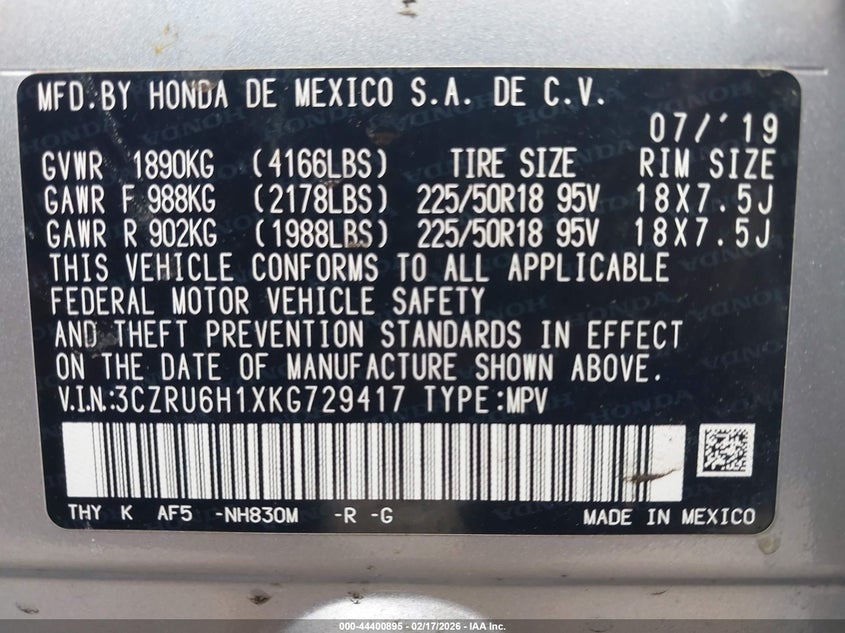 MFD.BY HONDA DE MEXICO S.A. DE C.V.
07/'19
GVWR 1890KG (4166LBS) TIRE SIZE RIM SIZE
GAWR F 988KG (2178LBS) 225/50R18 95V 18X7.5J
GAWR R 902KG (1988LBS) 225/50R18 95V 18X7.5J
THIS VEHICLE CONFORMS TO ALL APPLICABLE
FEDERAL MOTOR VEHICLE SAFETY
AND THEFT PREVENTION STANDARDS IN EFFECT
ON THE DATE OF MANUFACTURE SHOWN ABOVE.
V.I.N.:3CZRU6H1XKG729417 TYPE:MPV
THY K AF5 -NH830M -R -G MADE IN MEXICO
000-44400895 - 02/17/2026 - IAA Inc.